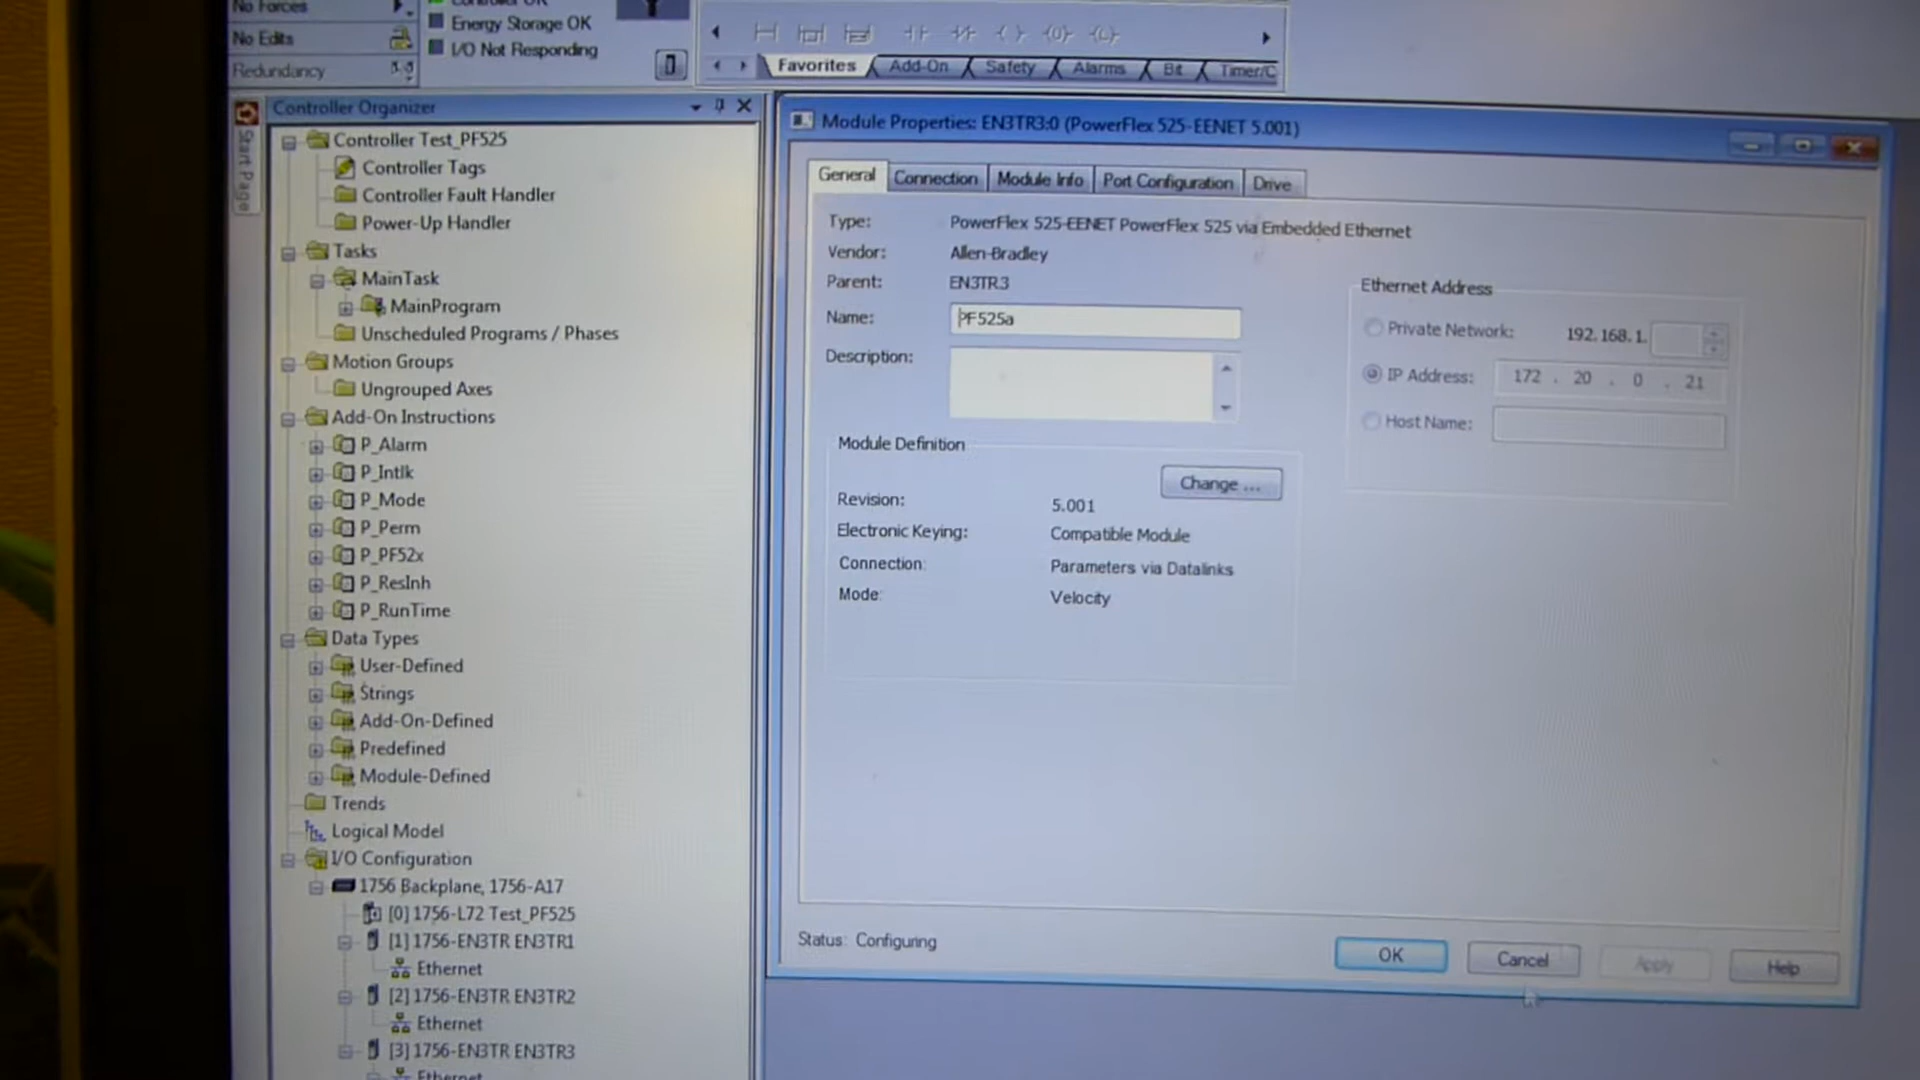 No Forces
Controller OK
Energy Storage OK
No Edits
I/O Not Responding
Redundancy
Favorites Add-On Safety Alarms Bit Timer/C
Start Page
Controller Organizer
Controller Test_PF525
Controller Tags
Controller Fault Handler
Power-Up Handler
Tasks
MainTask
MainProgram
Unscheduled Programs / Phases
Motion Groups
Ungrouped Axes
Add-On Instructions
P_Alarm
P_Intlk
P_Mode
P_Perm
P_PF52x
P_ResInh
P_RunTime
Data Types
User-Defined
Strings
Add-On-Defined
Predefined
Module-Defined
Trends
Logical Model
I/O Configuration
1756 Backplane, 1756-A17
[0] 1756-L72 Test_PF525
[1] 1756-EN3TR EN3TR1
Ethernet
[2] 1756-EN3TR EN3TR2
Ethernet
[3] 1756-EN3TR EN3TR3
Ethernet
Module Properties: EN3TR3:0 (PowerFlex 525-EENET 5.001)
General Connection Module Info Port Configuration Drive
Type: PowerFlex 525-EENET PowerFlex 525 via Embedded Ethernet
Vendor: Allen-Bradley
Parent: EN3TR3
Name: PF525a
Description:
Ethernet Address
Private Network: 192.168.1.
IP Address: 172 . 20 . 0 . 21
Host Name:
Module Definition
Change ...
Revision: 5.001
Electronic Keying: Compatible Module
Connection: Parameters via Datalinks
Mode: Velocity
Status: Configuring
OK Cancel Apply Help